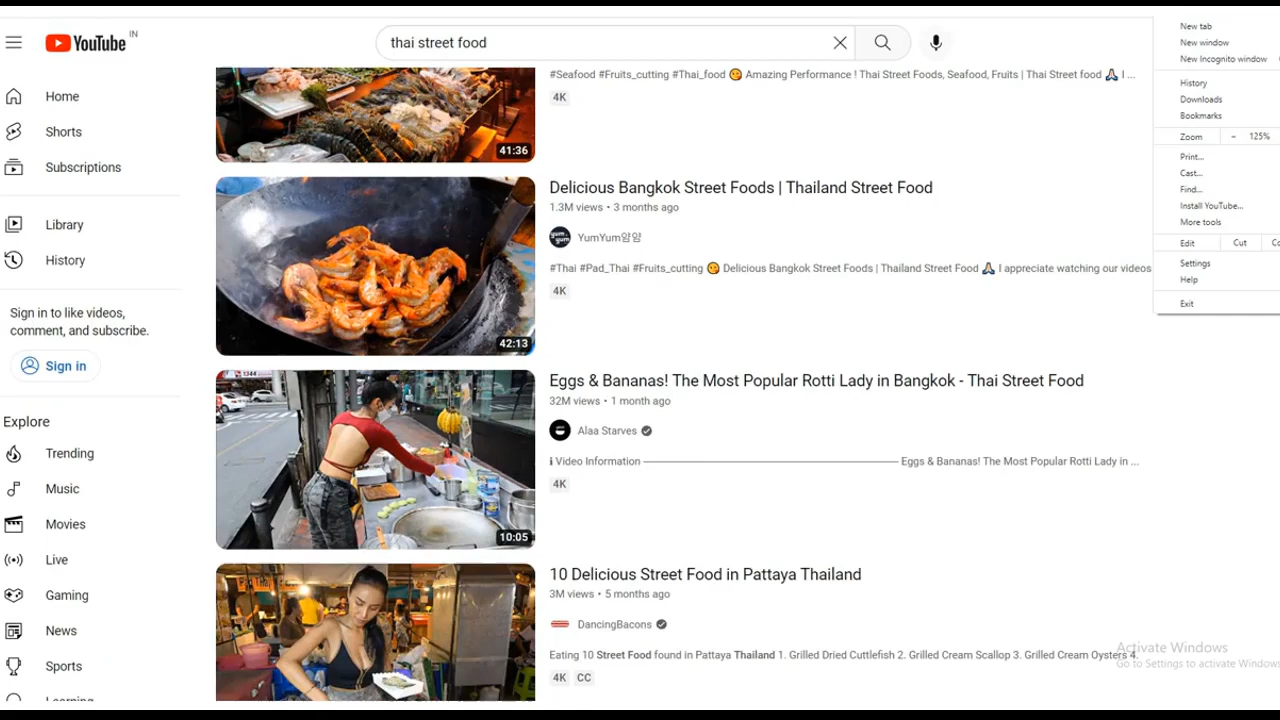 YouTube IN
thai street food
Home
Shorts
Subscriptions
Library
History
Sign in to like videos,
comment, and subscribe.
Sign in
Explore
Trending
Music
Movies
Live
Gaming
News
Sports
#Seafood #Fruits_cutting #Thai_food 😋 Amazing Performance ! Thai Street Foods, Seafood, Fruits | Thai Street food 🙏 I ...
4K
41:36
Delicious Bangkok Street Foods | Thailand Street Food
1.3M views • 3 months ago
yum yum
YumYum얌얌
#Thai #Pad_Thai #Fruits_cutting 😋 Delicious Bangkok Street Foods | Thailand Street Food 🙏 I appreciate watching our videos
4K
42:13
Eggs & Bananas! The Most Popular Rotti Lady in Bangkok - Thai Street Food
32M views • 1 month ago
Alaa Starves
ℹ Video Information ——————————————— Eggs & Bananas! The Most Popular Rotti Lady in ...
4K
10:05
10 Delicious Street Food in Pattaya Thailand
3M views • 5 months ago
DancingBacons
Eating 10 Street Food found in Pattaya Thailand 1. Grilled Dried Cuttlefish 2. Grilled Cream Scallop 3. Grilled Cream Oysters 4.
4K CC
New tab
New window
New Incognito window
History
Downloads
Bookmarks
Zoom - 125%
Print...
Cast...
Find...
Install YouTube...
More tools
Edit Cut
Settings
Help
Exit
Activate Windows
Go to Settings to activate Windows